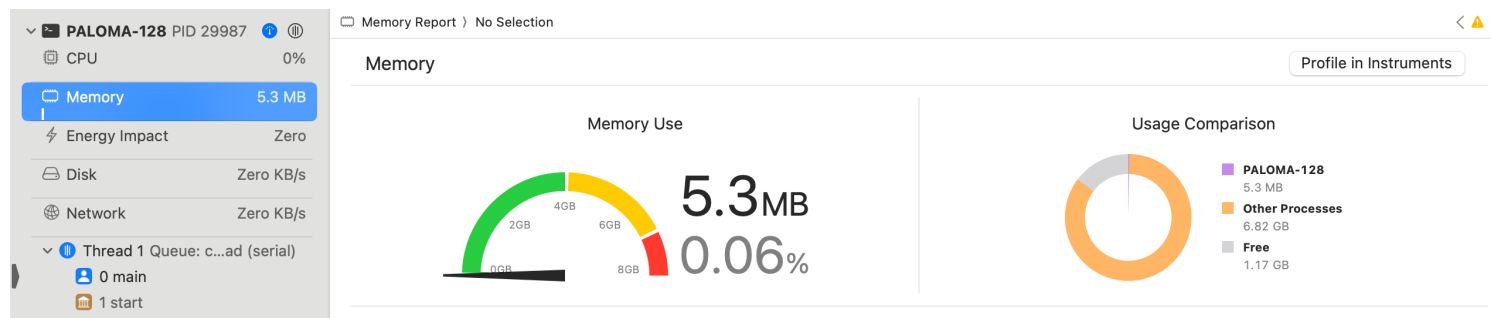 PALOMA-128 PID 29987
CPU 0%
Memory 5.3 MB
Energy Impact Zero
Disk Zero KB/s
Network Zero KB/s
Thread 1 Queue: c...ad (serial)
0 main
1 start
Memory Report ⟩ No Selection
Memory
Profile in Instruments
Memory Use
0GB
2GB
4GB
6GB
8GB
5.3MB
0.06%
Usage Comparison
PALOMA-128
5.3 MB
Other Processes
6.82 GB
Free
1.17 GB